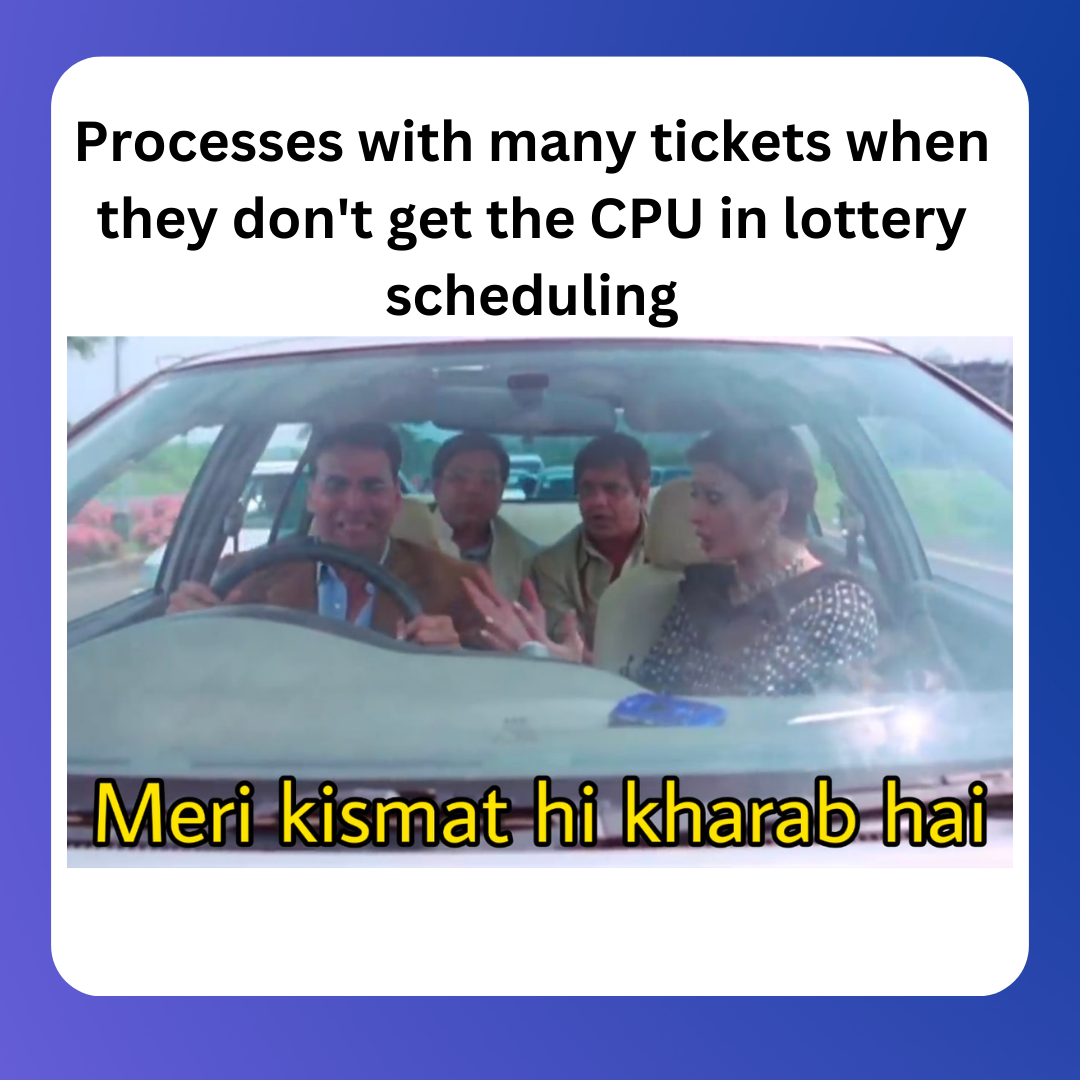 Processes with many tickets when
they don't get the CPU in lottery
scheduling
Meri kismat hi kharab hai